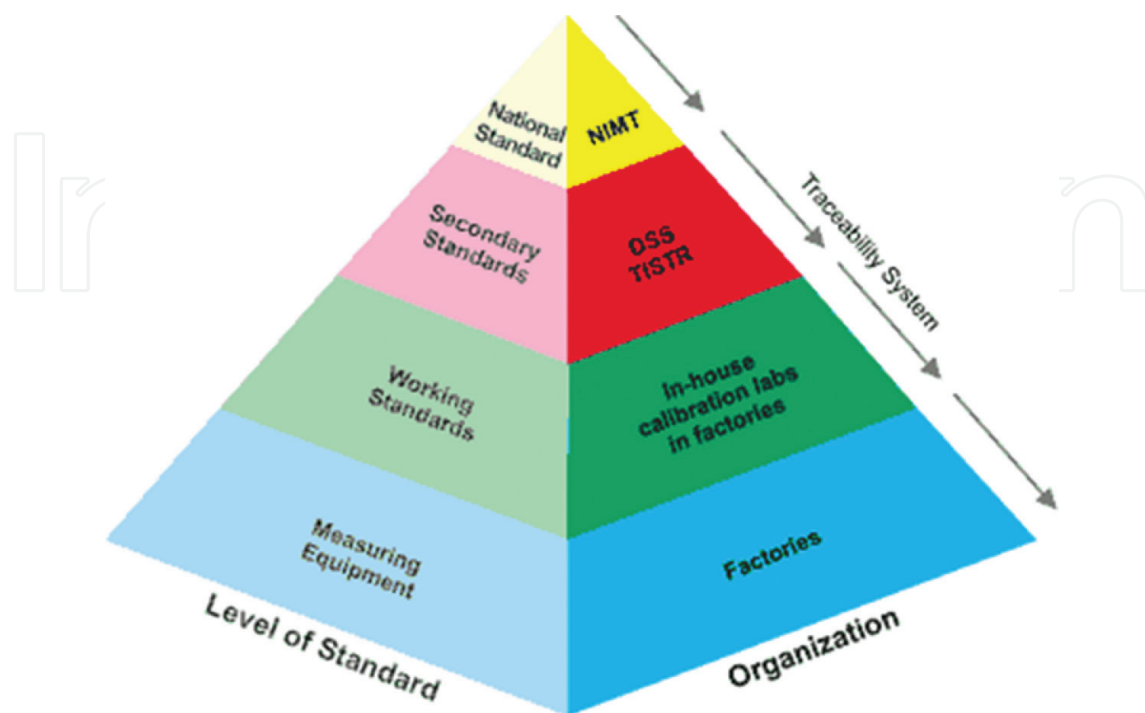 National
Standard
NIMT
Secondary
Standards
DSS
TISTR
Working
Standards
In-house
calibration labs
in factories
Measuring
Equipment
Factories
Level of Standard
Organization
Traceability System